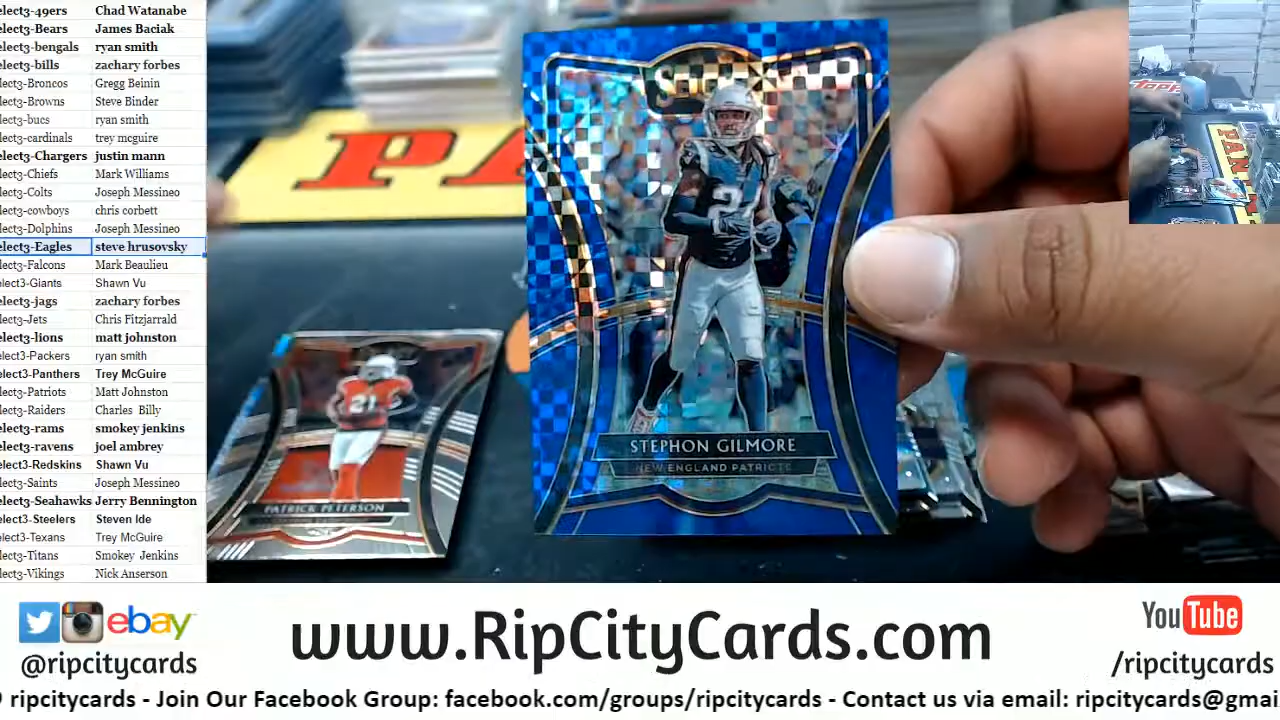 elect3-49ers Chad Watanabe
elect3-Bears James Baciak
elect3-bengals ryan smith
elect3-bills zachary forbes
elect3-Broncos Gregg Beinin
elect3-Browns Steve Binder
elect3-bucs ryan smith
elect3-cardinals trey mcguire
elect3-Chargers justin mann
elect3-Chiefs Mark Williams
elect3-Colts Joseph Messineo
elect3-cowboys chris corbett
elect3-Dolphins Joseph Messineo
elect3-Eagles steve hrusovsky
elect3-Falcons Mark Beaulieu
elect3-Giants Shawn Vu
elect3-jags zachary forbes
elect3-Jets Chris Fitzjarrald
elect3-lions matt johnston
elect3-Packers ryan smith
elect3-Panthers Trey McGuire
elect3-Patriots Matt Johnston
elect3-Raiders Charles Billy
elect3-rams smokey jenkins
elect3-ravens joel ambrey
elect3-Redskins Shawn Vu
elect3-Saints Joseph Messineo
elect3-Seahawks Jerry Bennington
elect3-Steelers Steven Ide
elect3-Texans Trey McGuire
elect3-Titans Smokey Jenkins
elect3-Vikings Nick Anserson
PA
Select
24
STEPHON GILMORE
NEW ENGLAND PATRIOTS
21
PATRICK PETERSON
Topps
PAN
ebay
@ripcitycards
www.RipCityCards.com
YouTube
/ripcitycards
ripcitycards - Join Our Facebook Group: facebook.com/groups/ripcitycards - Contact us via email: ripcitycards@gmai